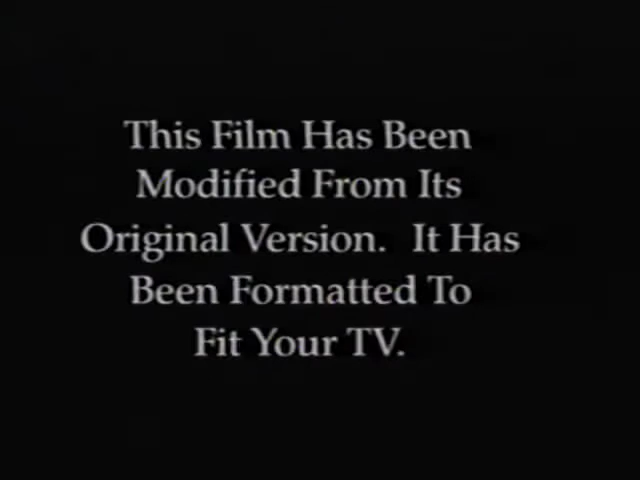 This Film Has Been
Modified From Its
Original Version.  It Has
Been Formatted To
Fit Your TV.